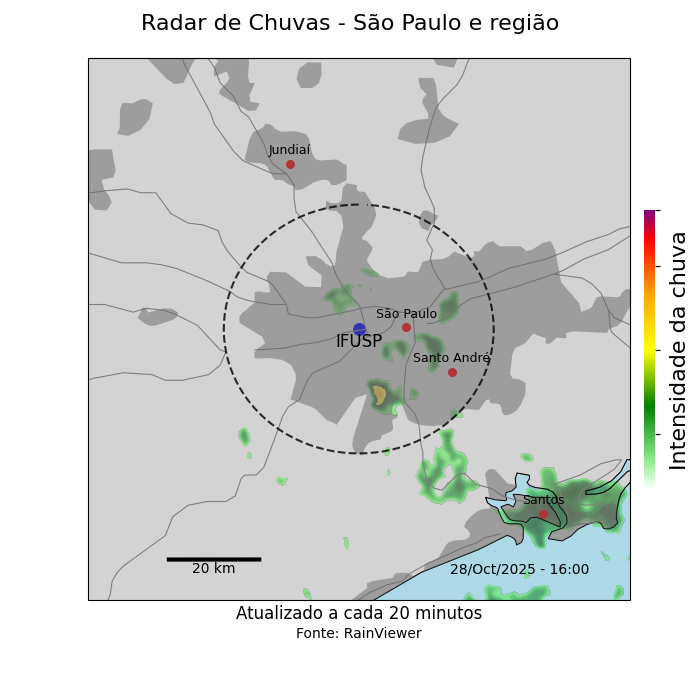 Radar de Chuvas - São Paulo e região
Jundiaí
São Paulo
IFUSP
Santo André
Santos
20 km
28/Oct/2025 - 16:00
Intensidade da chuva
Atualizado a cada 20 minutos
Fonte: RainViewer